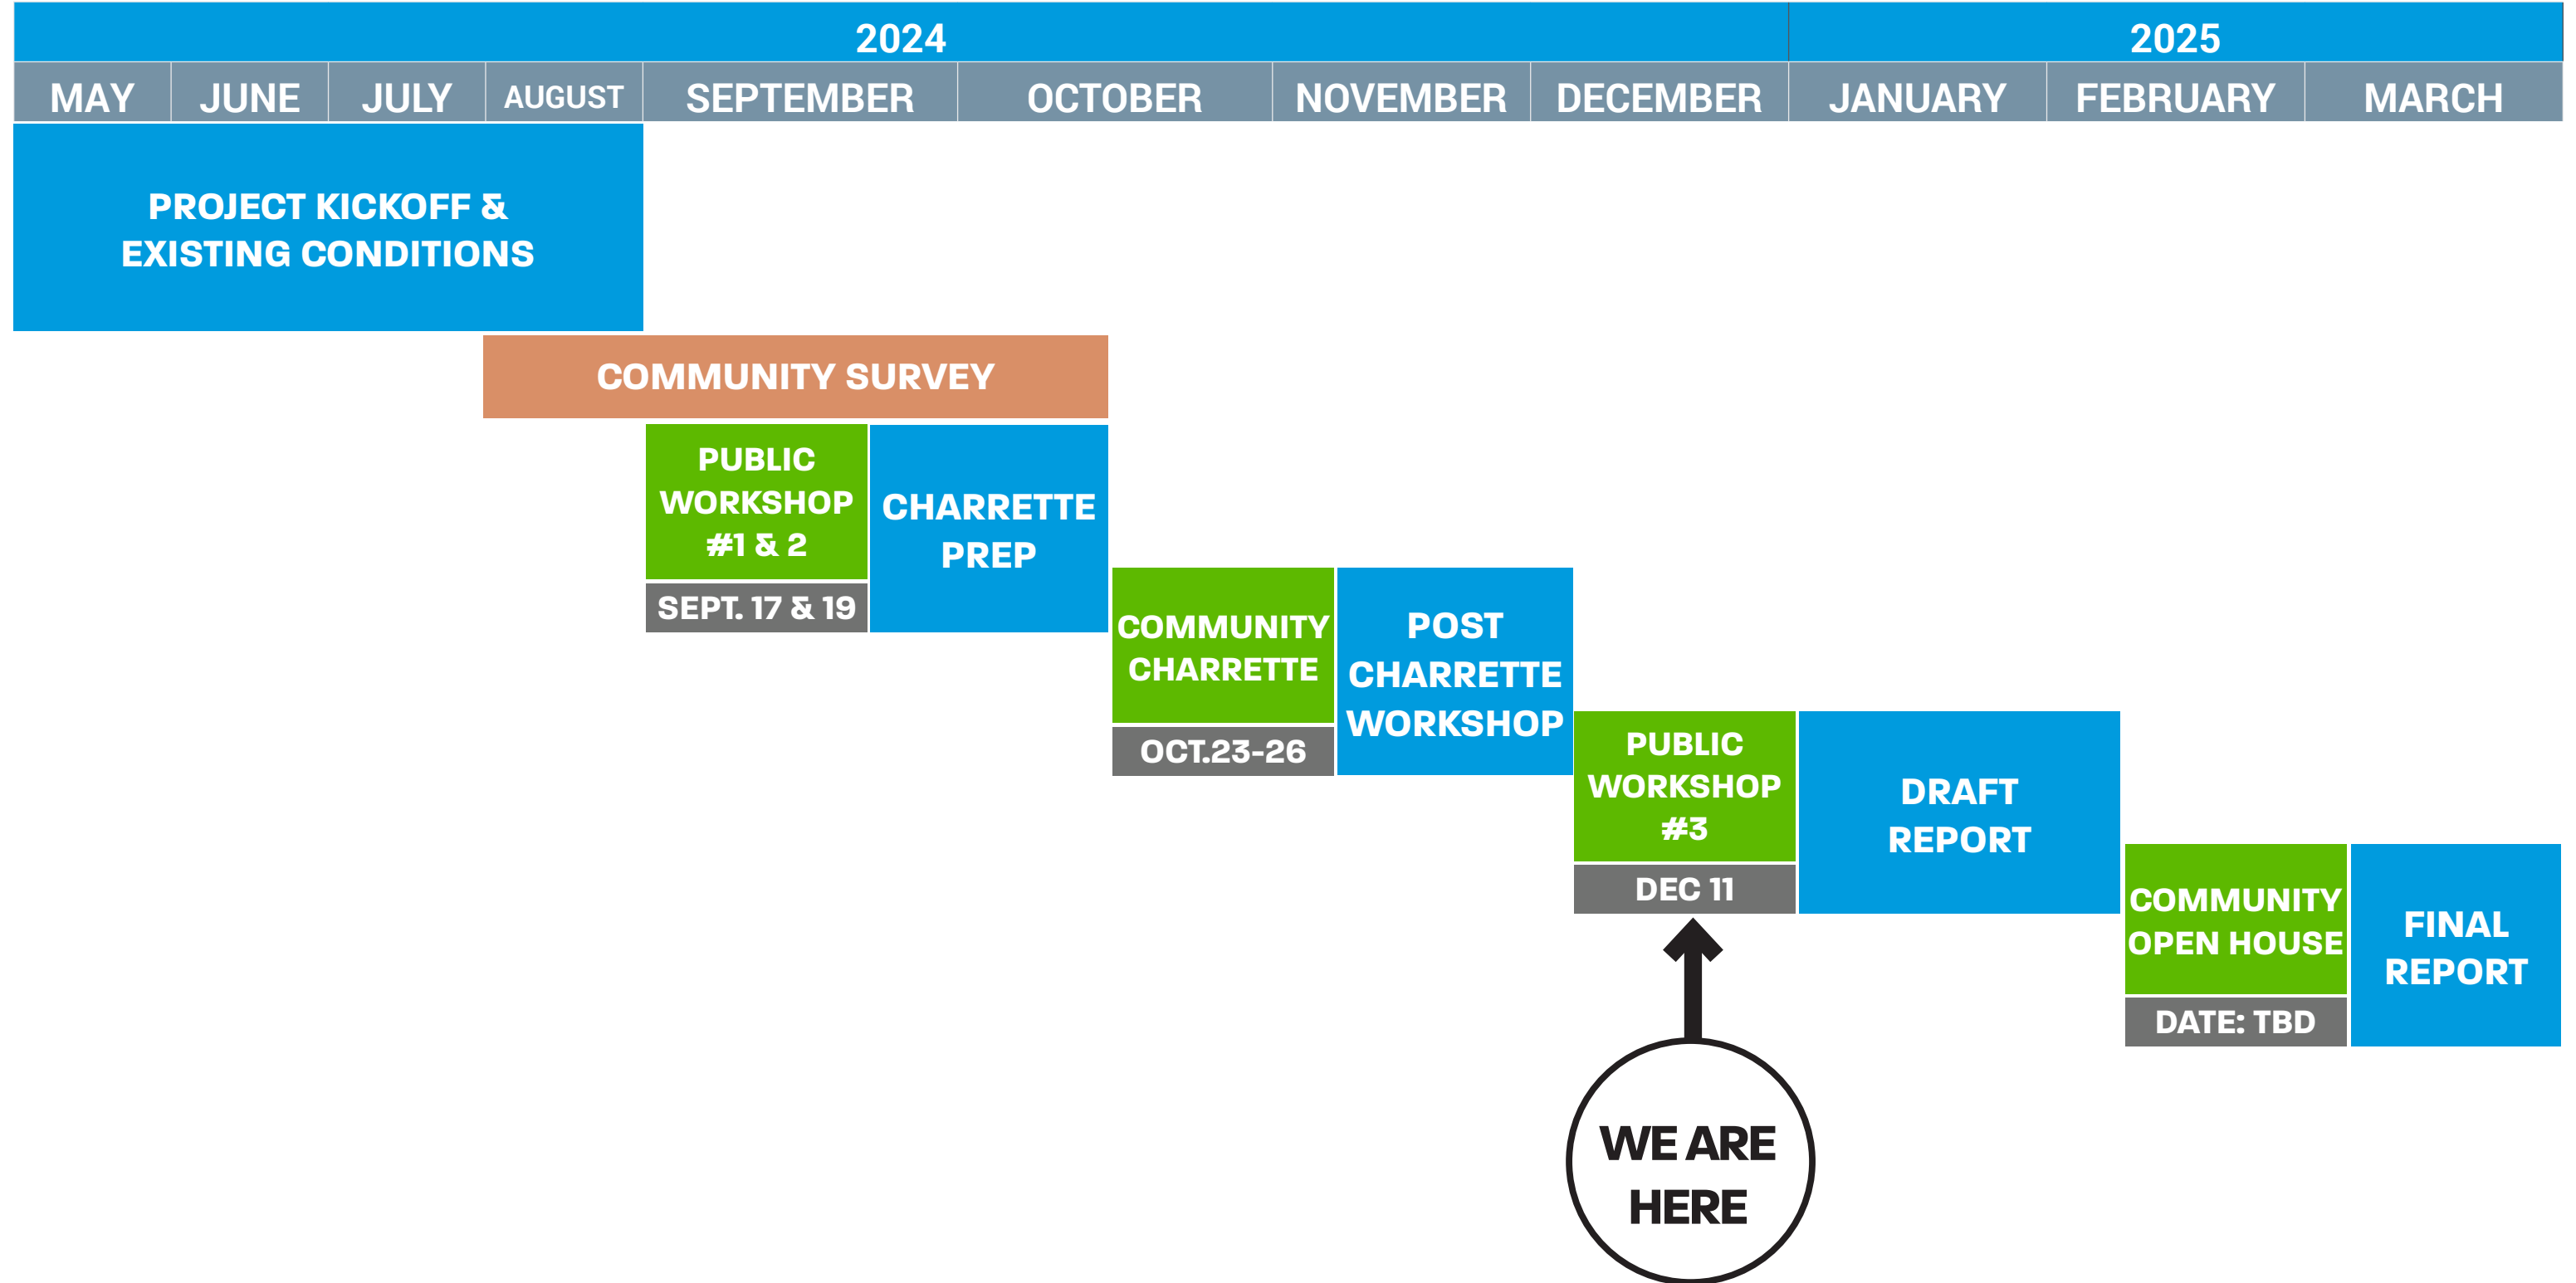 2024
2025
MAY
JUNE
JULY
AUGUST
SEPTEMBER
OCTOBER
NOVEMBER
DECEMBER
JANUARY
FEBRUARY
MARCH
PROJECT KICKOFF &
EXISTING CONDITIONS
COMMUNITY SURVEY
PUBLIC
WORKSHOP
#1 & 2
SEPT. 17 & 19
CHARRETTE
PREP
COMMUNITY
CHARRETTE
OCT.23-26
POST
CHARRETTE
WORKSHOP
PUBLIC
WORKSHOP
#3
DEC 11
DRAFT
REPORT
COMMUNITY
OPEN HOUSE
DATE: TBD
FINAL
REPORT
WE ARE
HERE